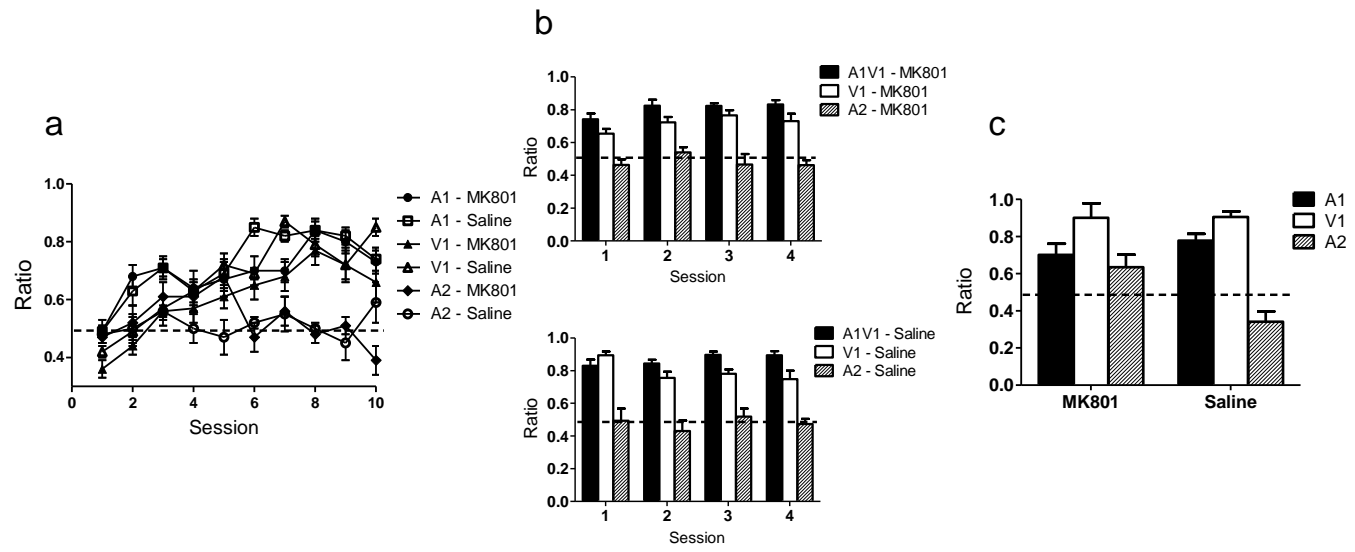 a
1.0
0.8
0.6
0.4
Ratio
0 2 4 6 8 10
Session
A1 - MK801
A1 - Saline
V1 - MK801
V1 - Saline
A2 - MK801
A2 - Saline
b
1.0
0.8
0.6
0.4
0.2
0.0
Ratio
1 2 3 4
Session
A1V1 - MK801
V1 - MK801
A2 - MK801
1.0
0.8
0.6
0.4
0.2
0.0
Ratio
1 2 3 4
Session
A1V1 - Saline
V1 - Saline
A2 - Saline
c
1.0
0.8
0.6
0.4
0.2
0.0
Ratio
MK801 Saline
A1
V1
A2